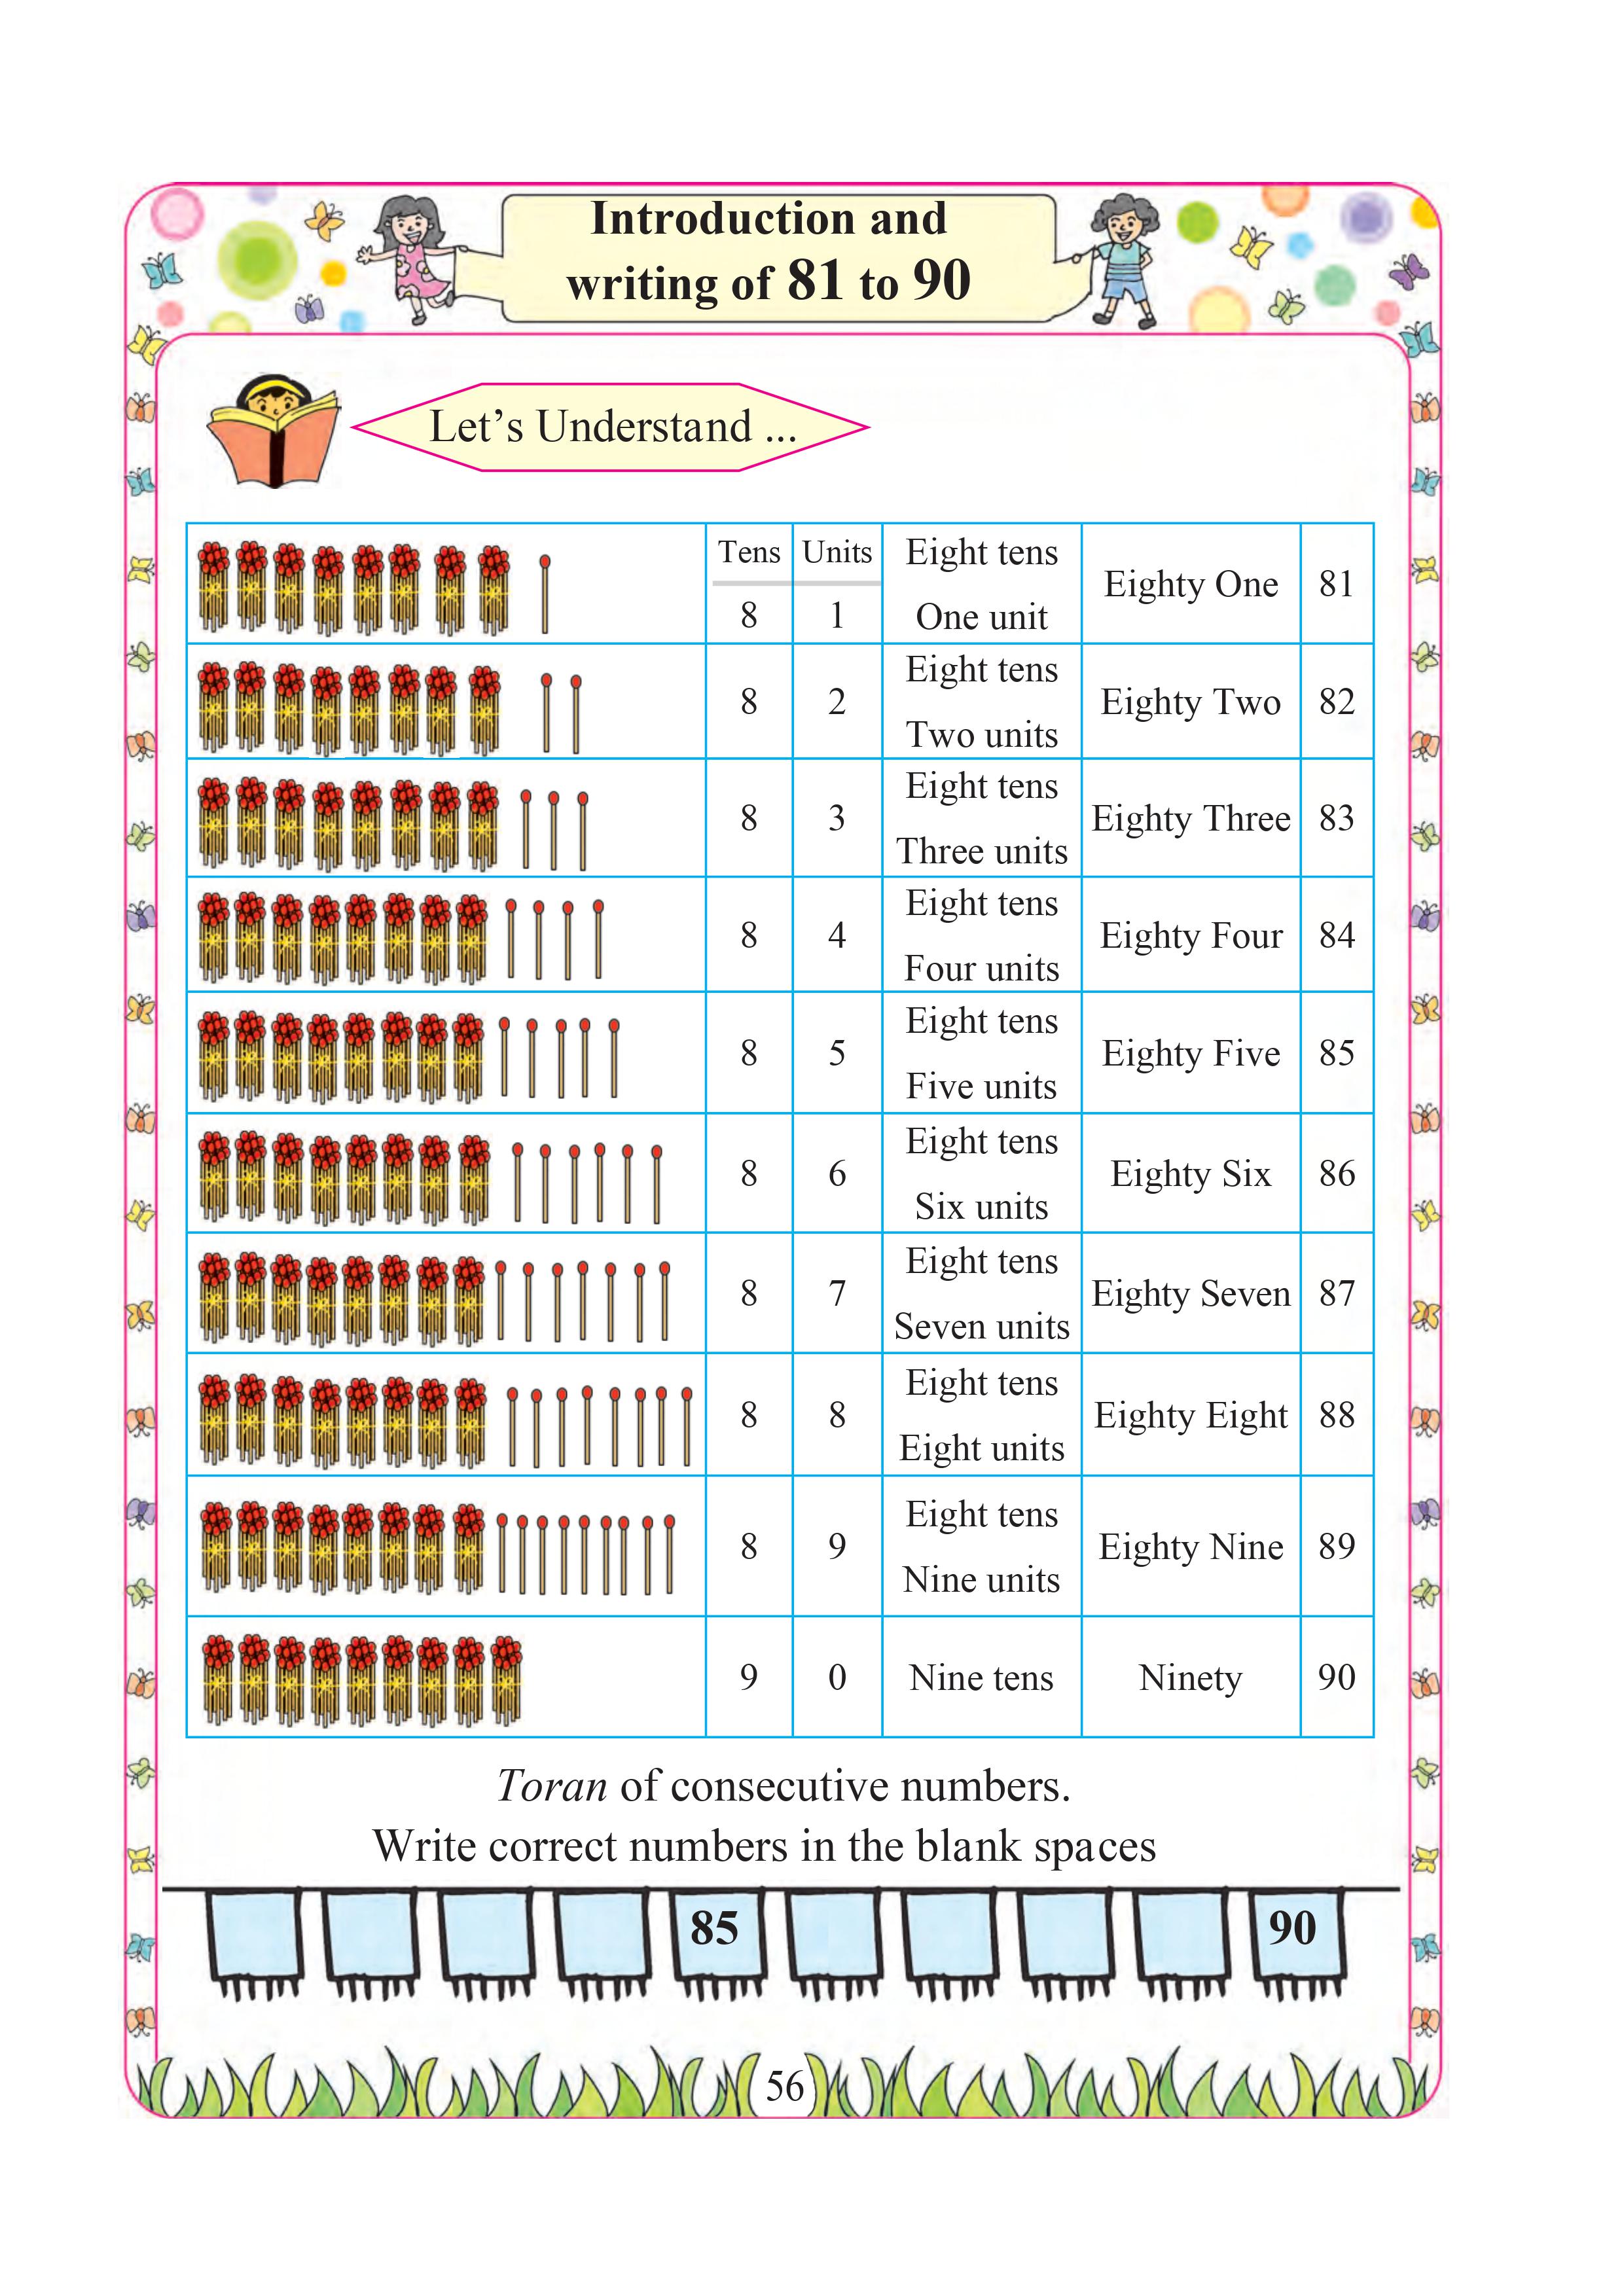 Introduction and
writing of 81 to 90
Let's Understand ...
Tens Units Eight tens
8 1 One unit Eighty One 81
Eight tens
8 2 Two units Eighty Two 82
Eight tens
8 3 Three units Eighty Three 83
Eight tens
8 4 Four units Eighty Four 84
Eight tens
8 5 Five units Eighty Five 85
Eight tens
8 6 Six units Eighty Six 86
Eight tens
8 7 Seven units Eighty Seven 87
Eight tens
8 8 Eight units Eighty Eight 88
Eight tens
8 9 Nine units Eighty Nine 89
9 0 Nine tens Ninety 90
Toran of consecutive numbers.
Write correct numbers in the blank spaces
85 90
56